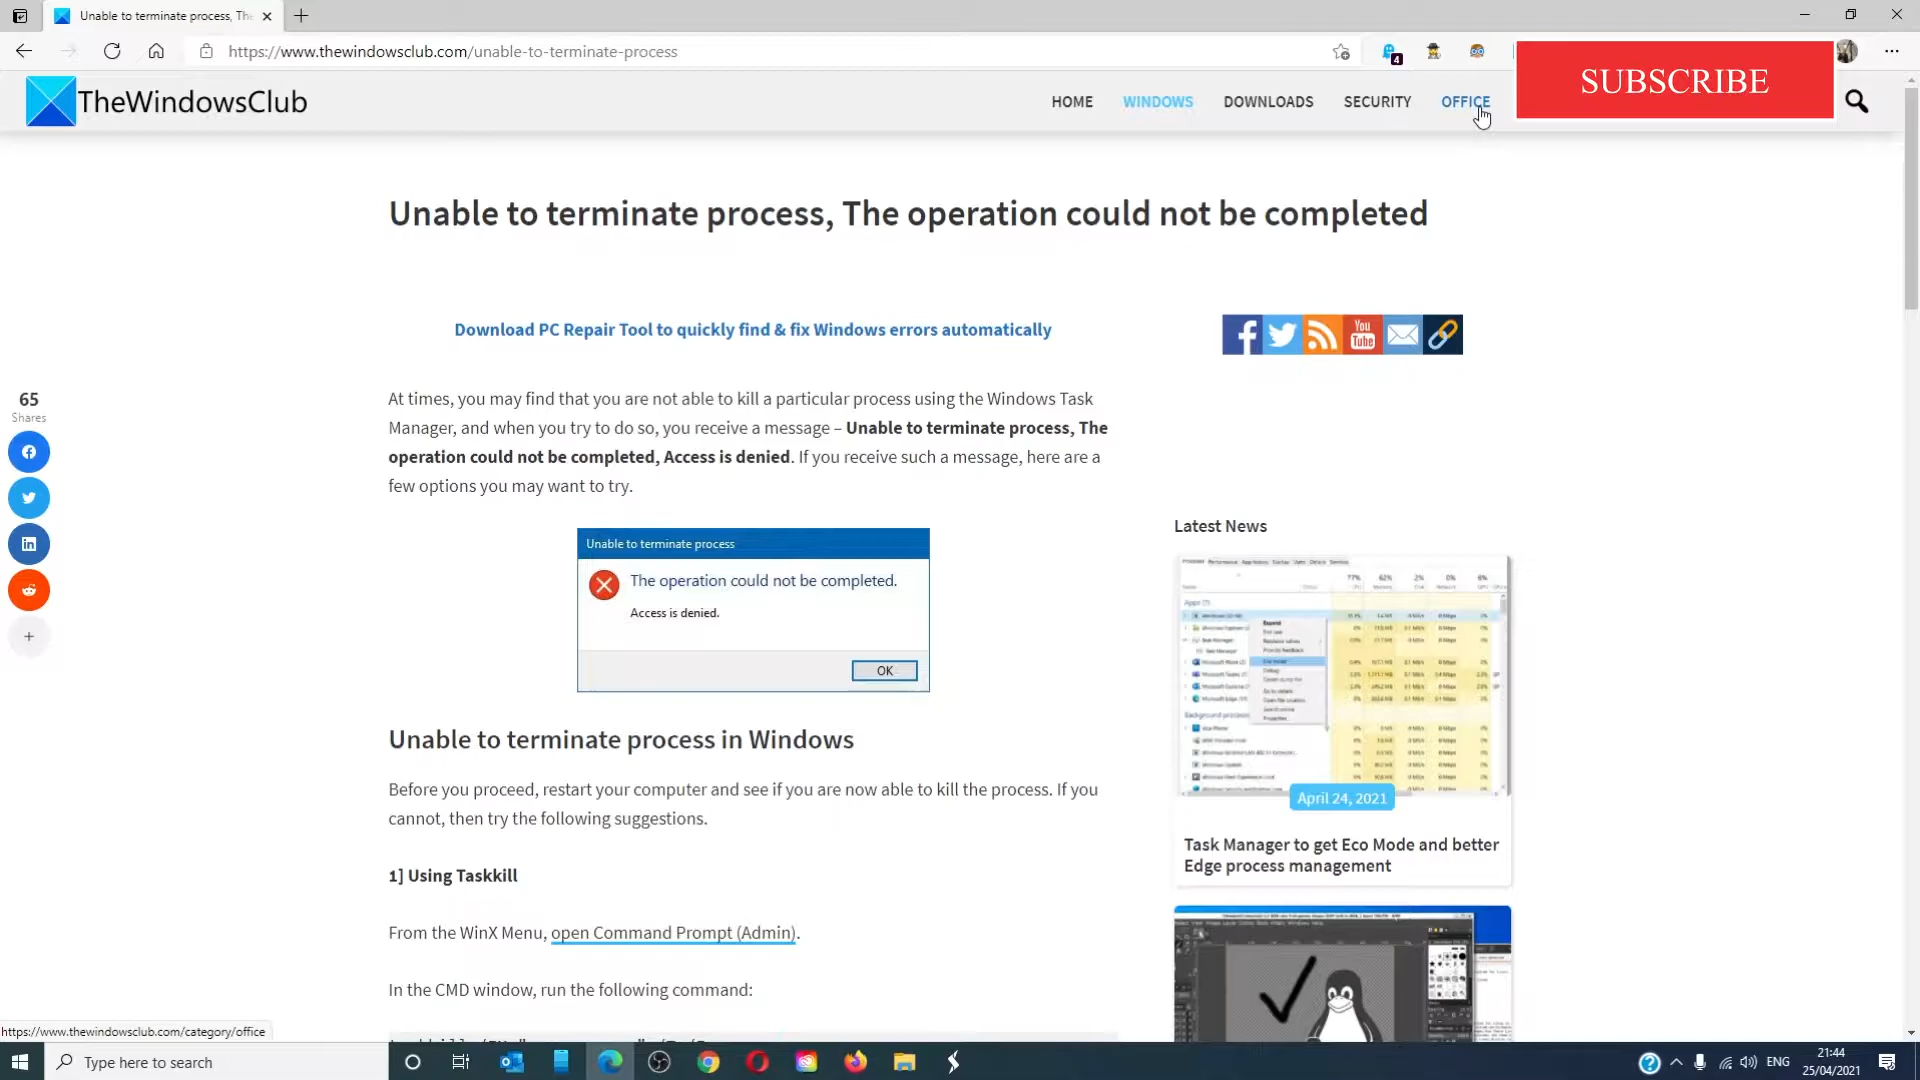 Unable to terminate process, The
https://www.thewindowsclub.com/unable-to-terminate-process
4
SUBSCRIBE
TheWindowsClub
HOME
WINDOWS
DOWNLOADS
SECURITY
OFFICE
Unable to terminate process, The operation could not be completed
Download PC Repair Tool to quickly find & fix Windows errors automatically
You
Tube
65
Shares
At times, you may find that you are not able to kill a particular process using the Windows Task
Manager, and when you try to do so, you receive a message – Unable to terminate process, The
operation could not be completed, Access is denied. If you receive such a message, here are a
few options you may want to try.
Unable to terminate process
The operation could not be completed.
Access is denied.
OK
Latest News
77% 62% 2% 0% 6%
April 24, 2021
Task Manager to get Eco Mode and better
Edge process management
Unable to terminate process in Windows
Before you proceed, restart your computer and see if you are now able to kill the process. If you
cannot, then try the following suggestions.
1] Using Taskkill
From the WinX Menu, open Command Prompt (Admin).
In the CMD window, run the following command:
https://www.thewindowsclub.com/category/office
Type here to search
ENG
21:44
25/04/2021